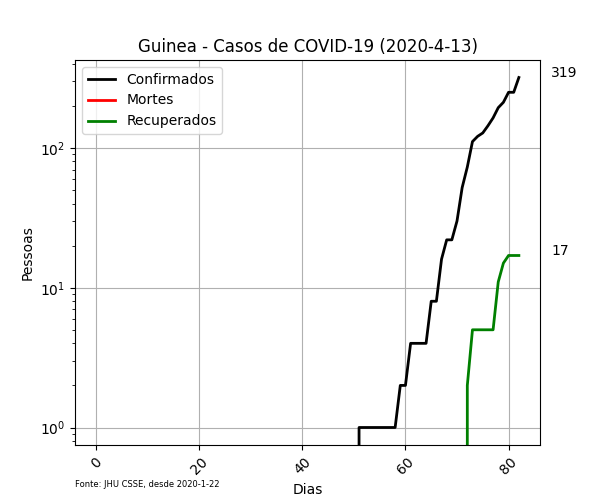 Guinea - Casos de COVID-19 (2020-4-13)
Confirmados
Mortes
Recuperados
319
17
10²
10¹
10⁰
Pessoas
0 20 40 60 80
Dias
Fonte: JHU CSSE, desde 2020-1-22